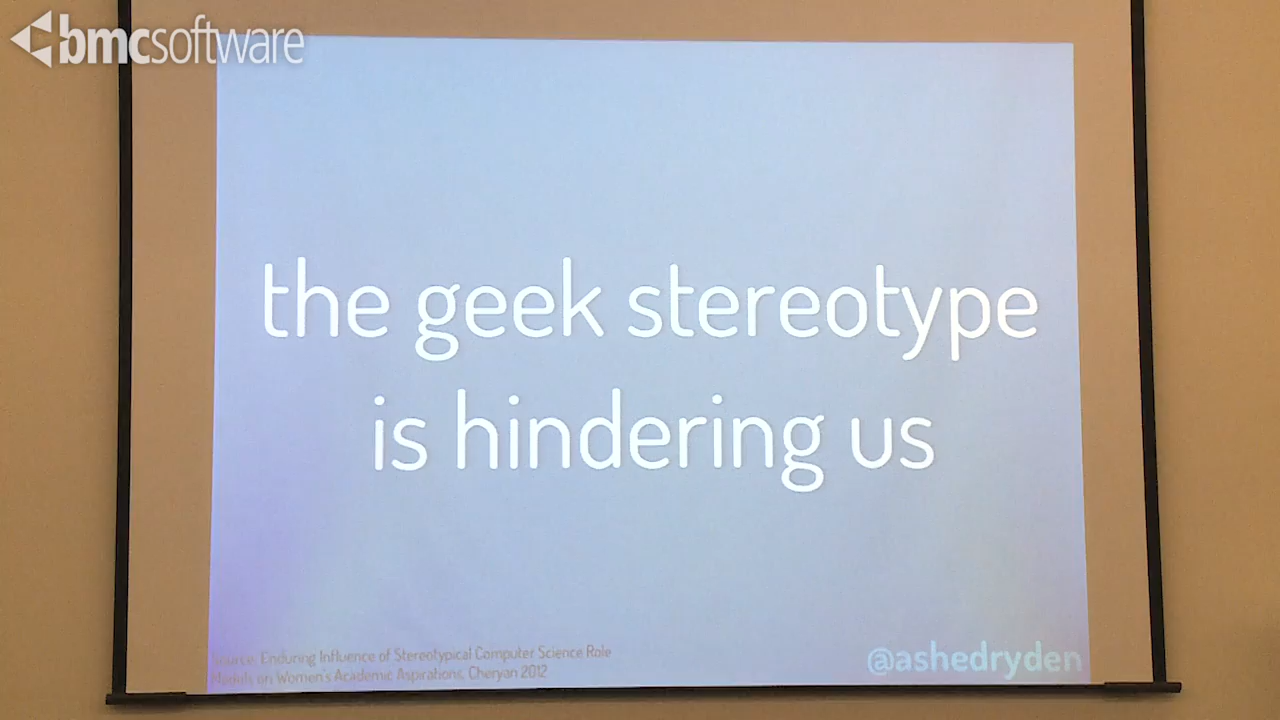 bmcsoftware
the geek stereotype
is hindering us
Source: Enduring Influence of Stereotypical Computer Science Role
Models on Women's Academic Aspirations, Cheryan 2012
@ashedryden